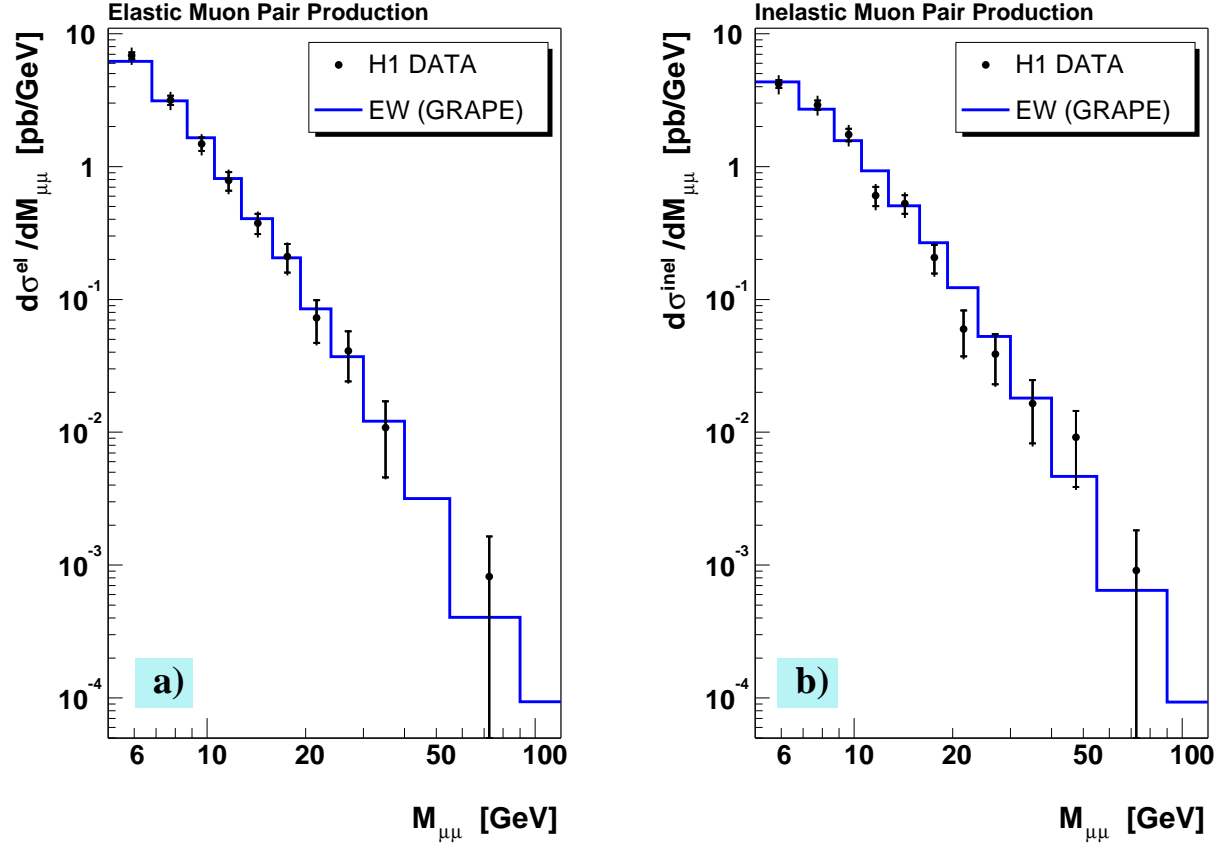 Elastic Muon Pair Production
dσ^el /dM_μμ [pb/GeV]
10
1
10^-1
10^-2
10^-3
10^-4
H1 DATA
EW (GRAPE)
a)
6 10 20 50 100
M_μμ [GeV]
Inelastic Muon Pair Production
dσ^inel /dM_μμ [pb/GeV]
10
1
10^-1
10^-2
10^-3
10^-4
H1 DATA
EW (GRAPE)
b)
6 10 20 50 100
M_μμ [GeV]